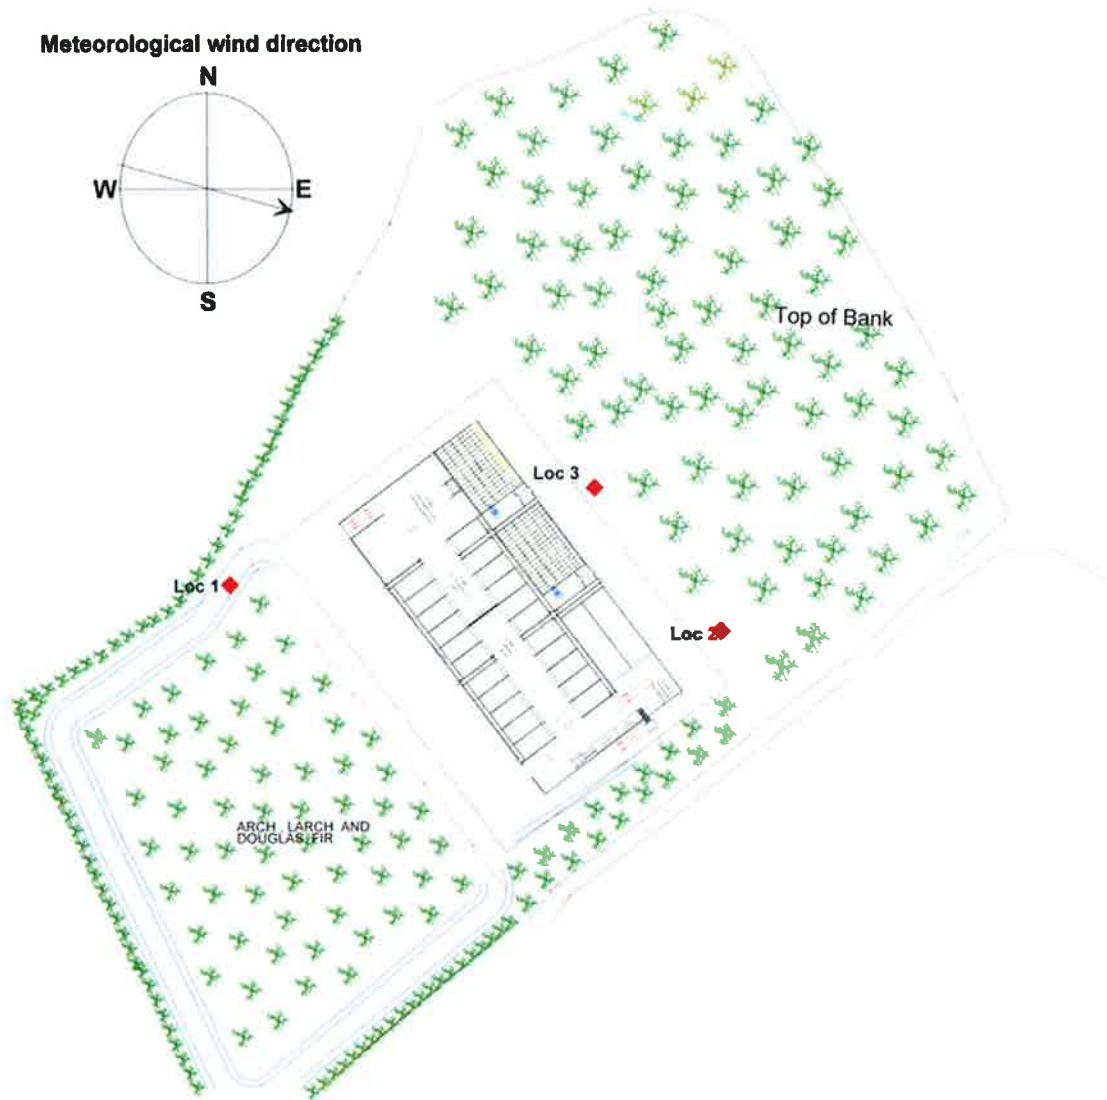 Meteorological wind direction
N
W
E
S
Top of Bank
Loc 3
Loc 1
Loc 2
ARCH , LARCH AND
DOUGLAS FIR